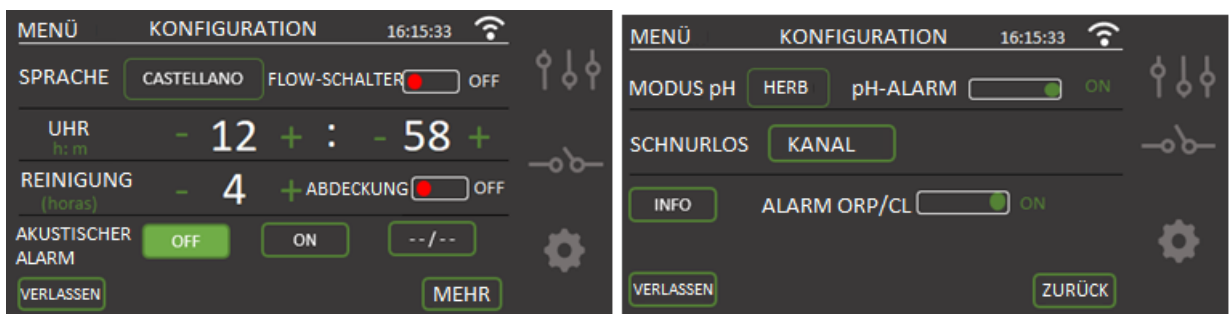 MENÜ KONFIGURATION 16:15:33
SPRACHE CASTELLANO FLOW-SCHALTER OFF
UHR - 12 + : - 58 +
h: m
REINIGUNG - 4 + ABDECKUNG OFF
(horas)
AKUSTISCHER ALARM OFF ON --/--
VERLASSEN MEHR
MENÜ KONFIGURATION 16:15:33
MODUS pH HERB pH-ALARM ON
SCHNURLOS KANAL
INFO ALARM ORP/CL ON
VERLASSEN ZURÜCK